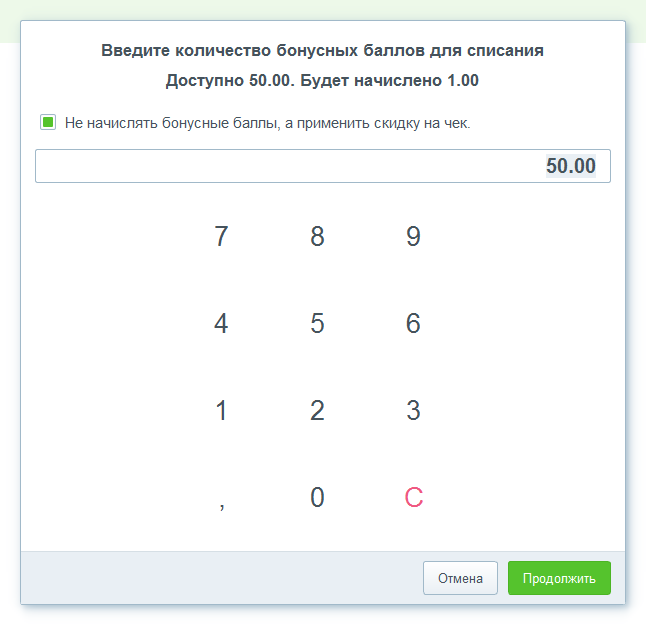 Введите количество бонусных баллов для списания
Доступно 50.00. Будет начислено 1.00
Не начислять бонусные баллы, а применить скидку на чек.
50.00
7 8 9
4 5 6
1 2 3
, 0 C
Отмена Продолжить